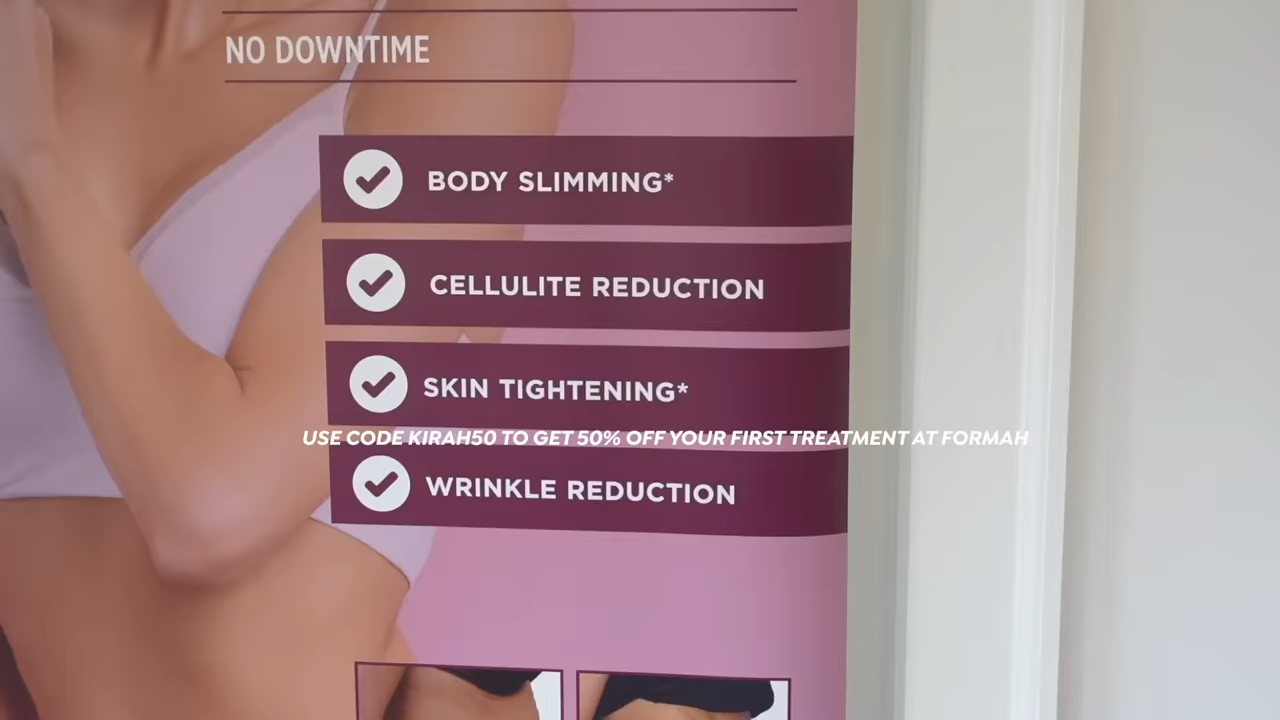 NO DOWNTIME
BODY SLIMMING*
CELLULITE REDUCTION
SKIN TIGHTENING*
USE CODE KIRAH50 TO GET 50% OFF YOUR FIRST TREATMENT AT FORMAH
WRINKLE REDUCTION